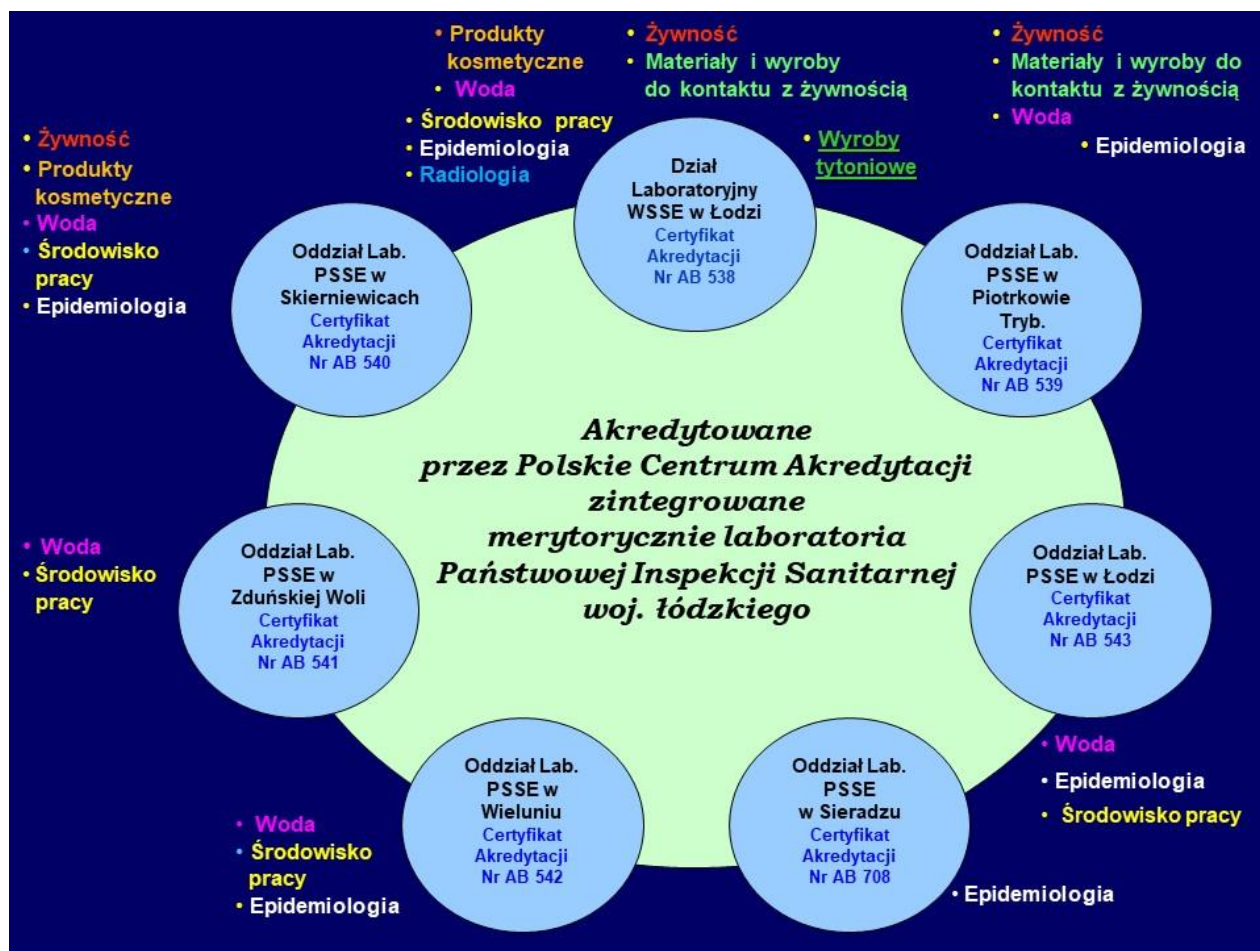 • Produkty
kosmetyczne
• Woda
• Środowisko pracy
• Epidemiologia
• Radiologia
• Żywność
• Materiały i wyroby
do kontaktu z żywnością
• Wyroby
tytoniowe
Dział
Laboratoryjny
WSSE w Łodzi
Certyfikat
Akredytacji
Nr AB 538
• Żywność
• Materiały i wyroby do
kontaktu z żywnością
• Woda
• Epidemiologia
Oddział Lab.
PSSE w
Piotrkowie
Tryb.
Certyfikat
Akredytacji
Nr AB 539
• Żywność
• Produkty
kosmetyczne
• Woda
• Środowisko
pracy
• Epidemiologia
Oddział Lab.
PSSE w
Skierniewicach
Certyfikat
Akredytacji
Nr AB 540
Akredytowane
przez Polskie Centrum Akredytacji
zintegrowane
merytorycznie laboratoria
Państwowej Inspekcji Sanitarnej
woj. łódzkiego
• Woda
• Środowisko
pracy
Oddział Lab.
PSSE w
Zduńskiej Woli
Certyfikat
Akredytacji
Nr AB 541
Oddział Lab.
PSSE w Łodzi
Certyfikat
Akredytacji
Nr AB 543
• Woda
• Epidemiologia
• Środowisko pracy
• Woda
• Środowisko
pracy
• Epidemiologia
Oddział Lab.
PSSE w
Wieluniu
Certyfikat
Akredytacji
Nr AB 542
Oddział Lab.
PSSE
w Sieradzu
Certyfikat
Akredytacji
Nr AB 708
• Epidemiologia